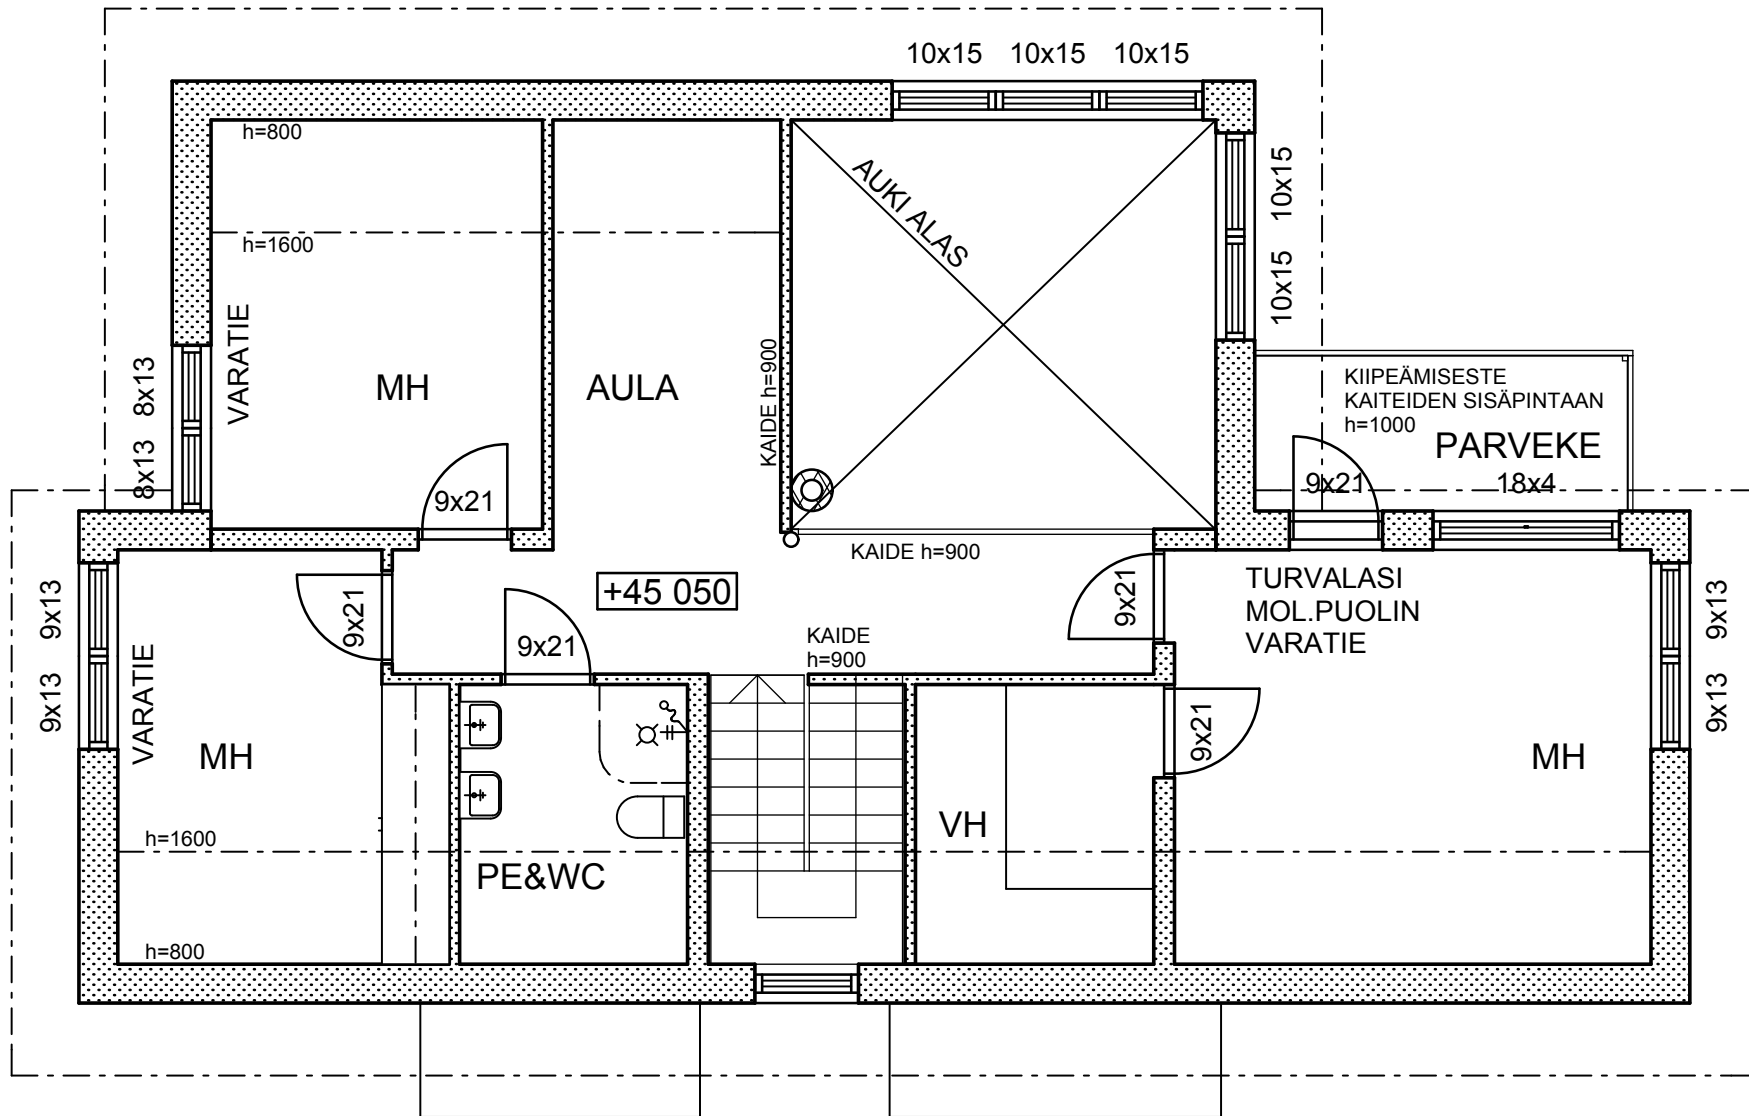 10x15 10x15 10x15
h=800
h=1600
AUKI ALAS
10x15
10x15
VARATIE
8x13
8x13
MH
AULA
KAIDE h=900
KIIPEÄMISESTE
KAITEIDEN SISÄPINTAAN
h=1000
PARVEKE
9x21
9x21
18x4
KAIDE h=900
9x13
9x13
VARATIE
9x21
+45 050
9x21
KAIDE
h=900
9x21
TURVALASI
MOL.PUOLIN
VARATIE
9x13
9x13
MH
9x21
MH
h=1600
VH
PE&WC
h=800